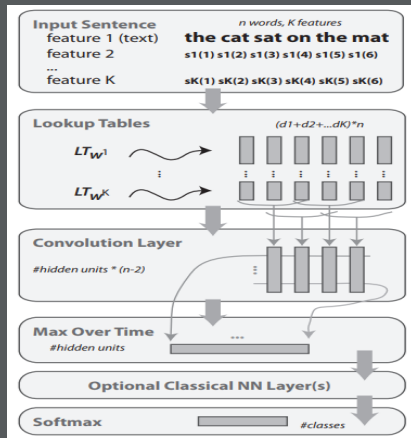 Input Sentence
n words, K features
feature 1 (text) the cat sat on the mat
feature 2 s1(1) s1(2) s1(3) s1(4) s1(5) s1(6)
...
feature K sK(1) sK(2) sK(3) sK(4) sK(5) sK(6)
Lookup Tables
(d1+d2+...dK)*n
LTW1
⋮
LTWK
Convolution Layer
#hidden units * (n-2)
Max Over Time
#hidden units
...
Optional Classical NN Layer(s)
Softmax
#classes